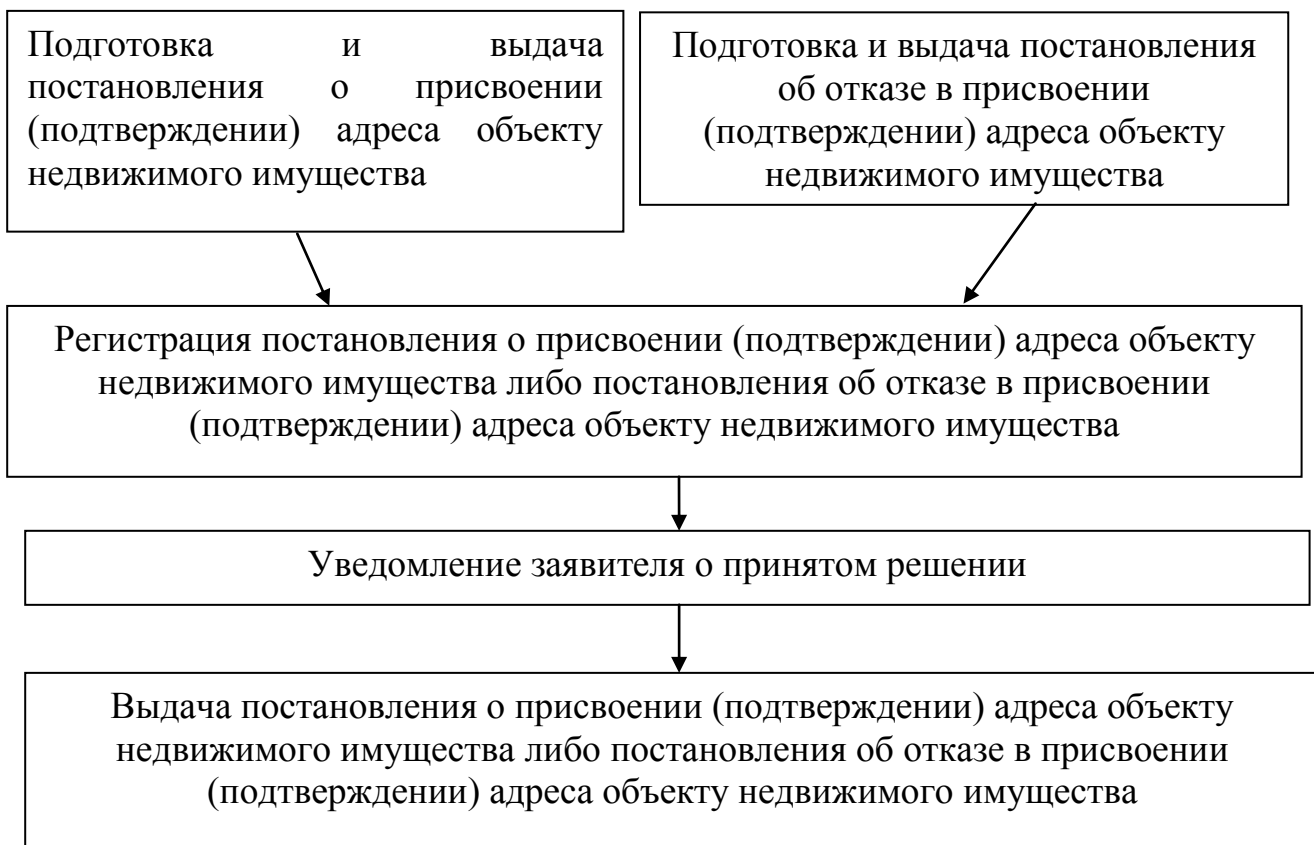 Подготовка и выдача
постановления о присвоении
(подтверждении) адреса объекту
недвижимого имущества
Подготовка и выдача постановления
об отказе в присвоении
(подтверждении) адреса объекту
недвижимого имущества
Регистрация постановления о присвоении (подтверждении) адреса объекту
недвижимого имущества либо постановления об отказе в присвоении
(подтверждении) адреса объекту недвижимого имущества
Уведомление заявителя о принятом решении
Выдача постановления о присвоении (подтверждении) адреса объекту
недвижимого имущества либо постановления об отказе в присвоении
(подтверждении) адреса объекту недвижимого имущества